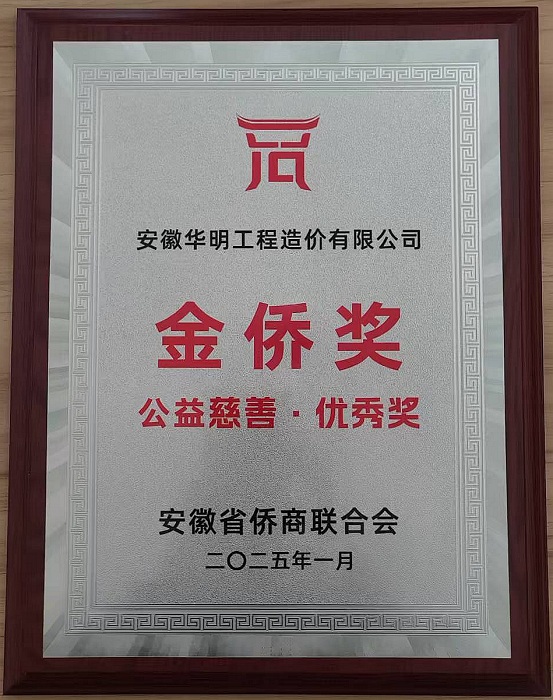 安徽华明工程造价有限公司
金侨奖
公益慈善·优秀奖
安徽省侨商联合会
二〇二五年一月